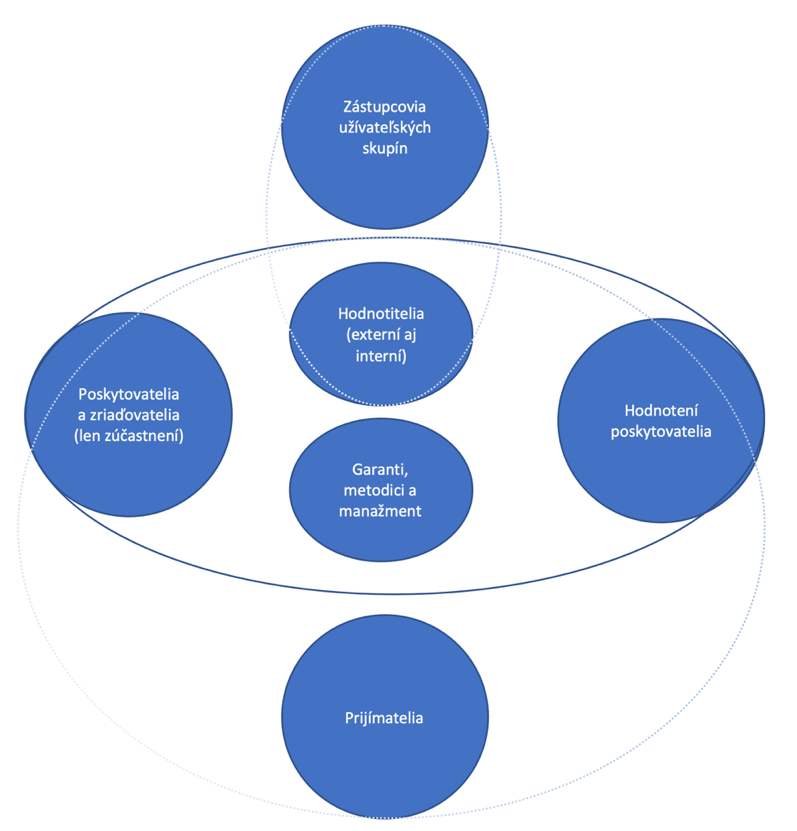 Zástupcovia
užívateľských
skupín
Hodnotitelia
(externí aj
interní)
Poskytovatelia
a zriaďovatelia
(len zúčastnení)
Hodnotení
poskytovatelia
Garanti,
metodici a
manažment
Prijímatelia